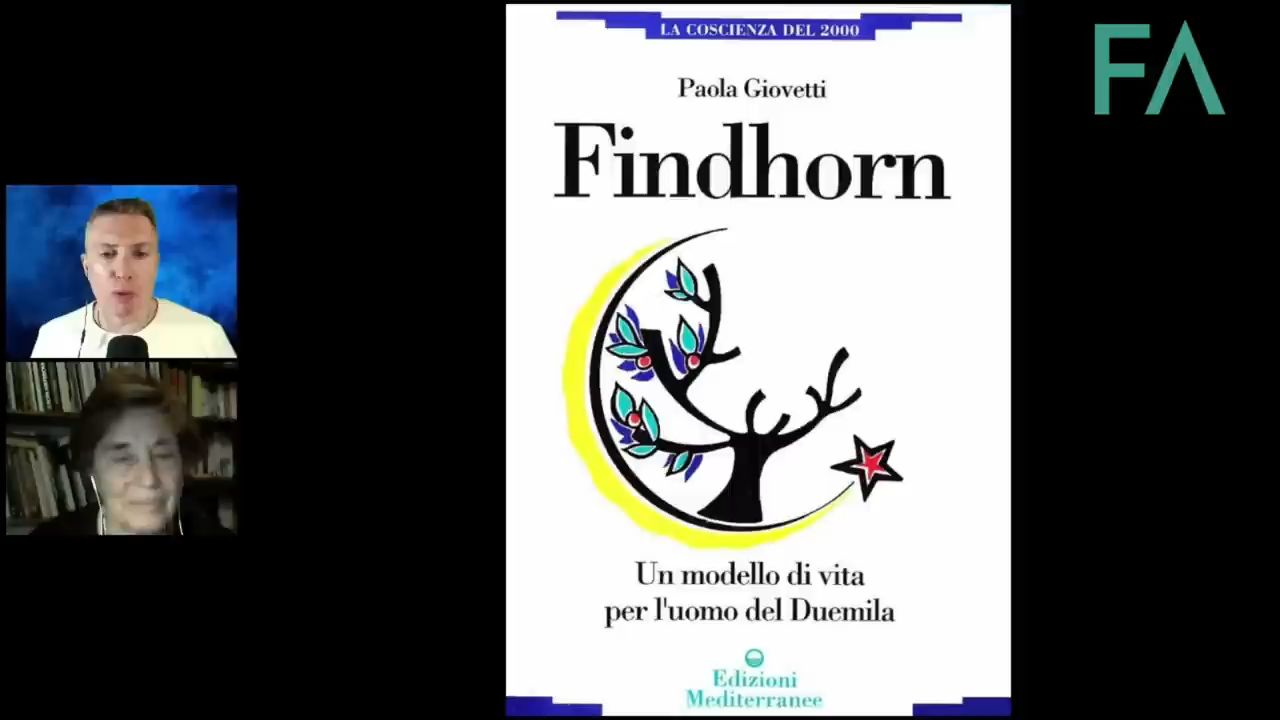 LA COSCIENZA DEL 2000
FA
Paola Giovetti
Findhorn
Un modello di vita
per l'uomo del Duemila
Edizioni
Mediterranee